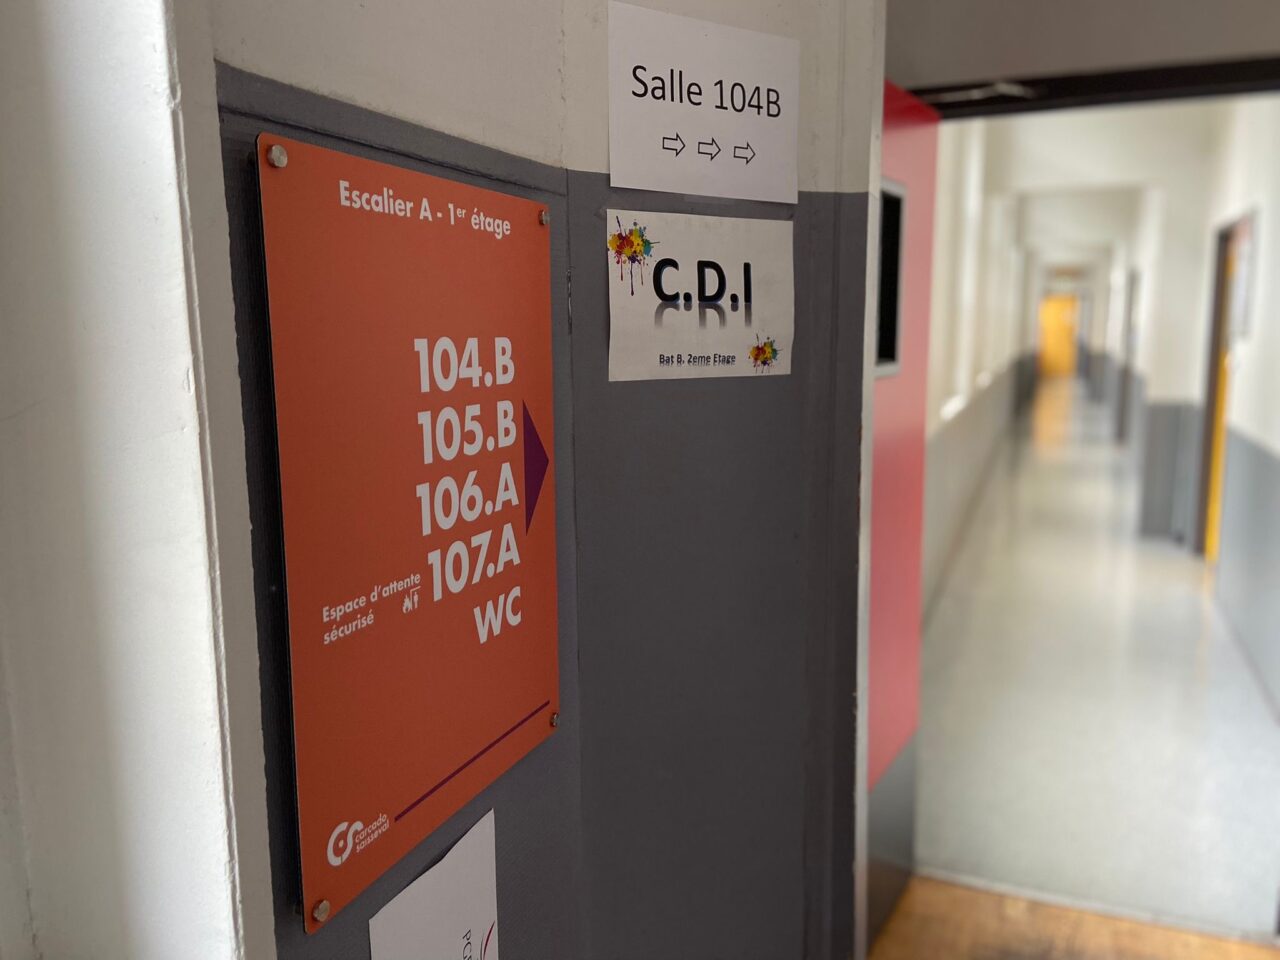 Escalier A - 1er étage
104.B
105.B
106.A
107.A
Espace d'attente
sécurisé
WC
carcado
saisseval
Salle 104B
⇨ ⇨ ⇨
C.D.I
Bat B. 2eme Etage